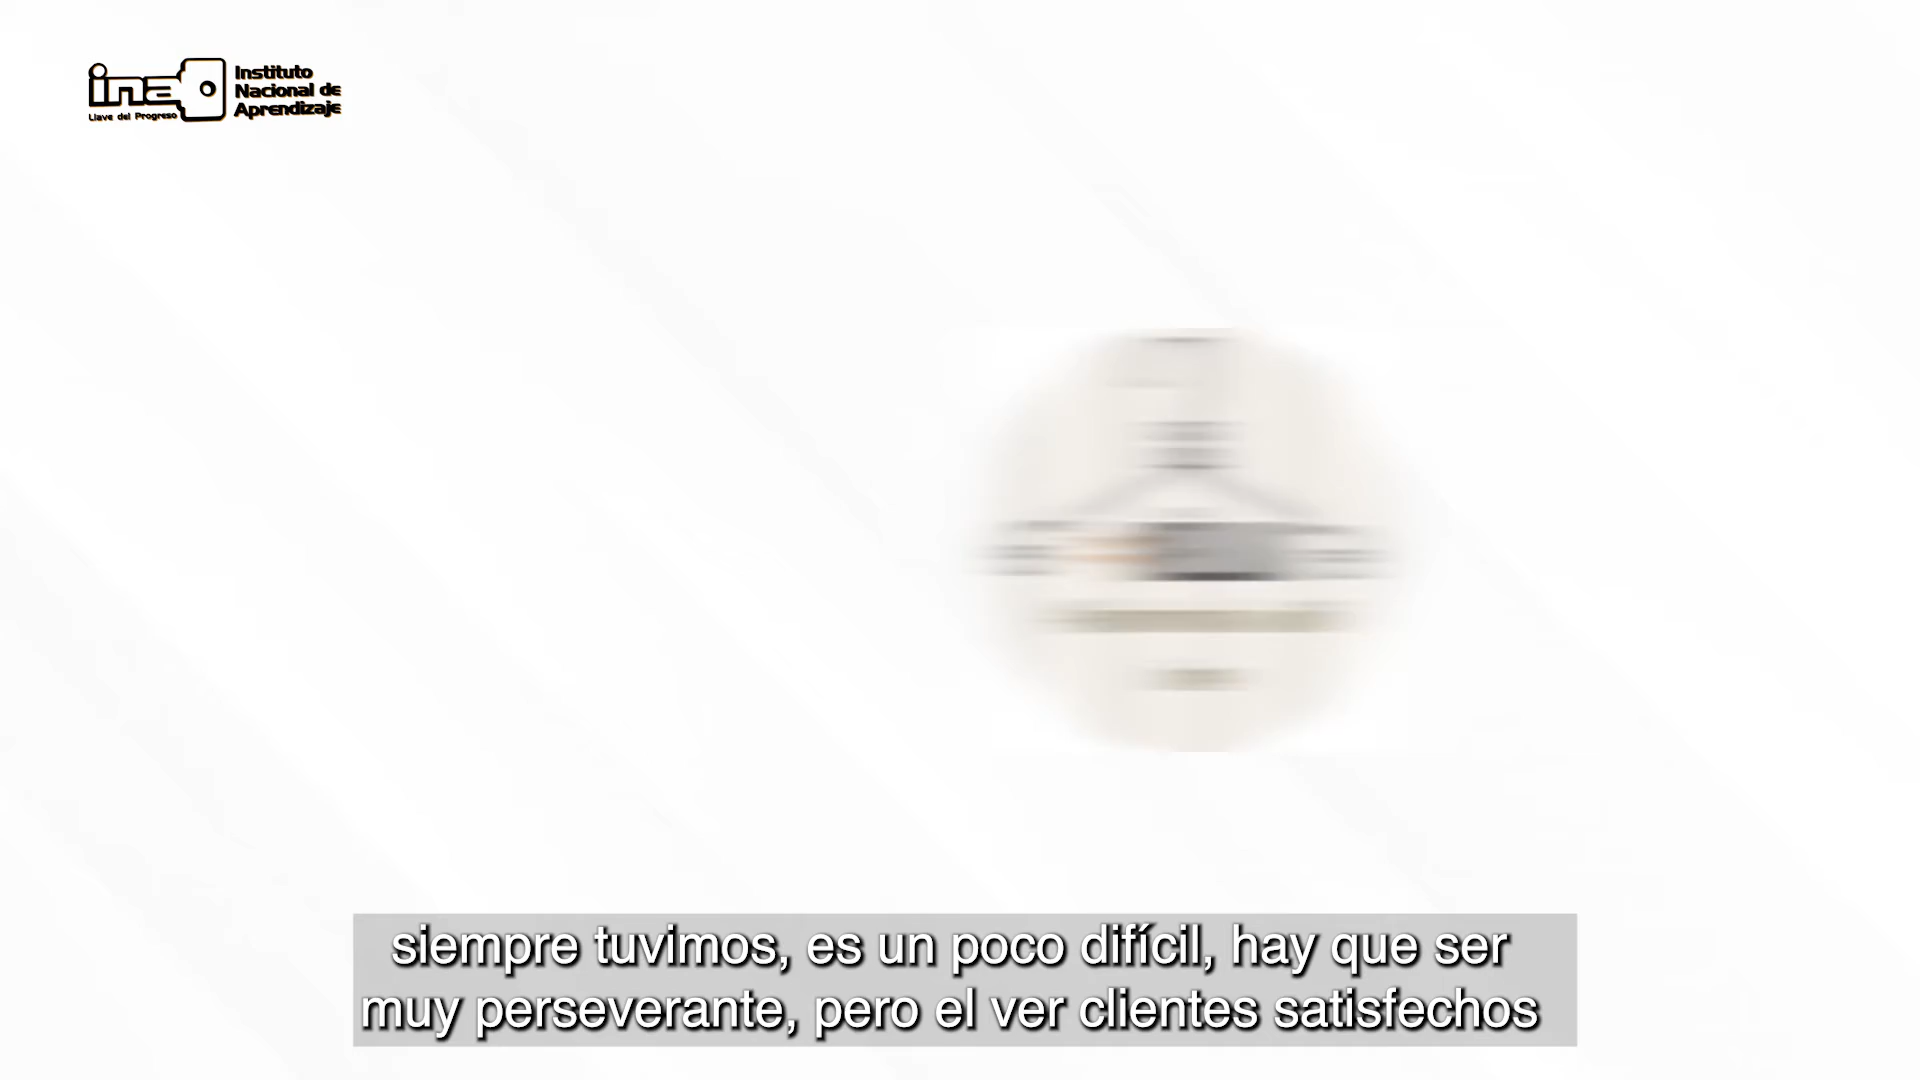 ina
Llave del Progreso
Instituto
Nacional de
Aprendizaje
siempre tuvimos, es un poco difícil, hay que ser
muy perseverante, pero el ver clientes satisfechos